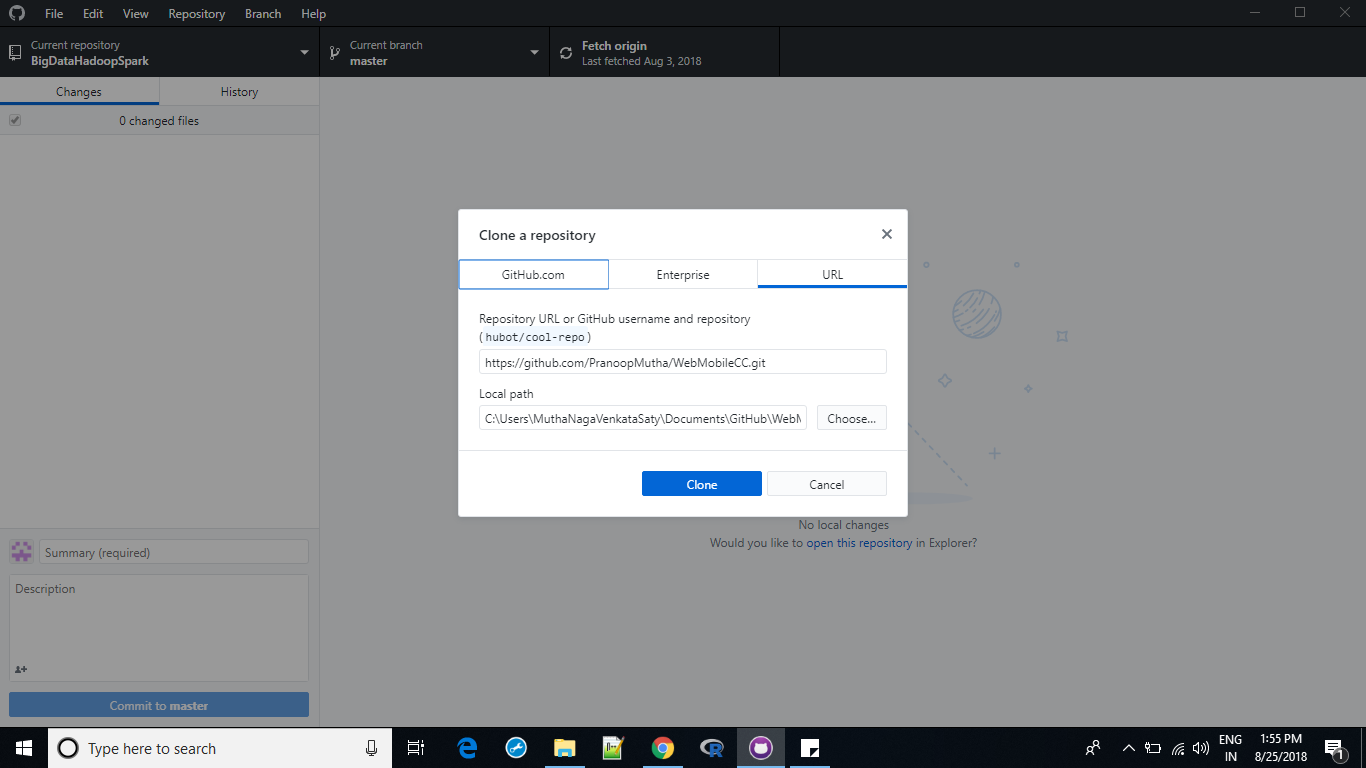 File Edit View Repository Branch Help
Current repository
BigDataHadoopSpark
Current branch
master
Fetch origin
Last fetched Aug 3, 2018
Changes
History
0 changed files
Clone a repository
GitHub.com
Enterprise
URL
Repository URL or GitHub username and repository
(hubot/cool-repo)
https://github.com/PranoopMutha/WebMobileCC.git
Local path
C:\Users\MuthaNagaVenkataSaty\Documents\GitHub\WebM
Choose...
Clone
Cancel
No local changes
Would you like to open this repository in Explorer?
Summary (required)
Description
Commit to master
Type here to search
ENG
IN
1:55 PM
8/25/2018
1